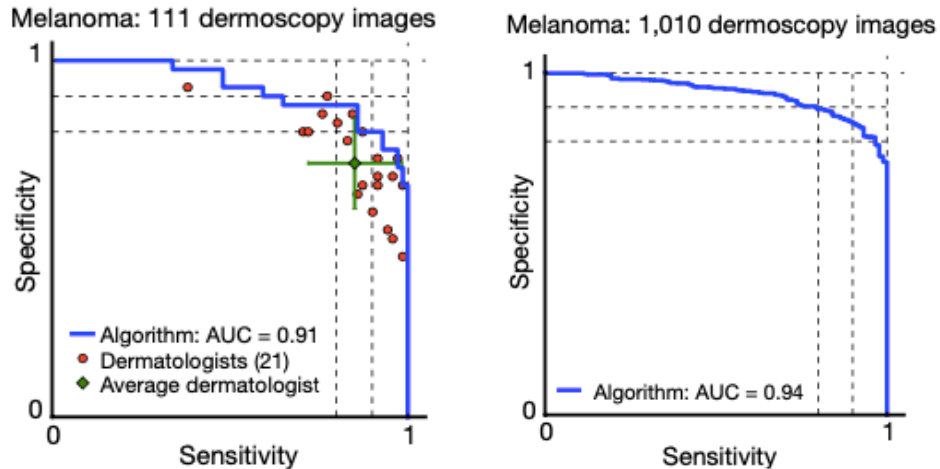 Melanoma: 111 dermoscopy images
1
Specificity
Algorithm: AUC = 0.91
Dermatologists (21)
Average dermatologist
0
0
1
Sensitivity
Melanoma: 1,010 dermoscopy images
1
Specificity
Algorithm: AUC = 0.94
0
0
1
Sensitivity